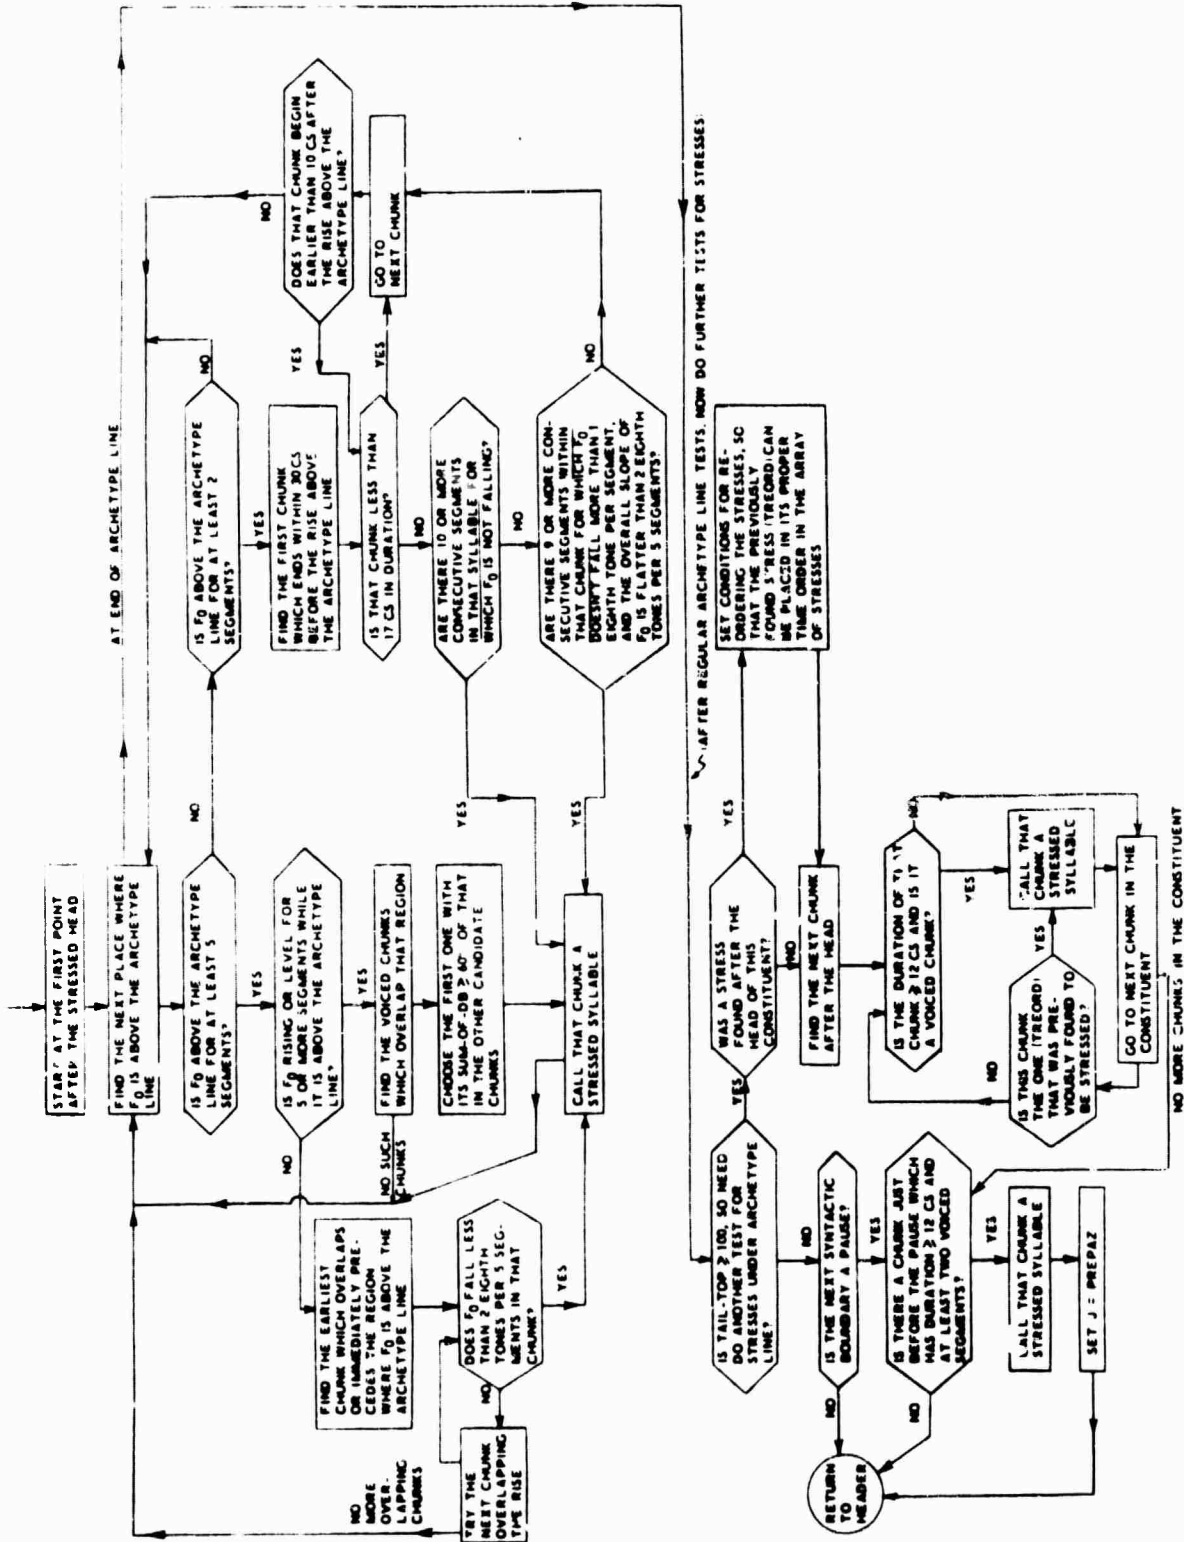 START AT THE FIRST POINT
AFTER THE STRESSED HEAD
FIND THE NEXT PLACE WHERE
F0 IS ABOVE THE ARCHETYPE
LINE
AT END OF ARCHETYPE LINE
IS F0 ABOVE THE ARCHETYPE
LINE FOR AT LEAST 5
SEGMENTS?
NO
YES
IS F0 RISING OR LEVEL FOR
5 OR MORE SEGMENTS WHILE
IT IS ABOVE THE ARCHETYPE
LINE?
NO
YES
FIND THE VOICED CHUNKS
WHICH OVERLAP THAT REGION
NO SUCH
CHUNKS
CHOOSE THE FIRST ONE WITH
ITS SUM-OF-DB ≥ 60% OF THAT
IN THE OTHER CANDIDATE
CHUNKS
CALL THAT CHUNK A
STRESSED SYLLABLE
FIND THE EARLIEST
CHUNK WHICH OVERLAPS
OR IMMEDIATELY PRE-
CEDES THE REGION
WHERE F0 IS ABOVE THE
ARCHETYPE LINE
DOES F0 FALL LESS
THAN 2 EIGHTH
TONES PER 5 SEG-
MENTS IN THAT
CHUNK?
YES
NO
TRY THE
NEXT CHUNK
OVERLAPPING
THE RISE
NO
MORE
OVER-
LAPPING
CHUNKS
IS F0 ABOVE THE ARCHETYPE
LINE FOR AT LEAST 2
SEGMENTS?
NO
YES
FIND THE FIRST CHUNK
WHICH ENDS WITHIN 30 CS
BEFORE THE RISE ABOVE
THE ARCHETYPE LINE
IS THAT CHUNK LESS THAN
17 CS IN DURATION?
YES
NO
GO TO
NEXT CHUNK
DOES THAT CHUNK BEGIN
EARLIER THAN 10 CS AFTER
THE RISE ABOVE THE
ARCHETYPE LINE?
NO
YES
ARE THERE 10 OR MORE
CONSECUTIVE SEGMENTS
IN THAT SYLLABLE FOR
WHICH F0 IS NOT FALLING?
YES
NO
ARE THERE 9 OR MORE CON-
SECUTIVE SEGMENTS WITHIN
THAT CHUNK FOR WHICH F0
DOESN'T FALL MORE THAN 1
EIGHTH TONE PER SEGMENT,
AND THE OVERALL SLOPE OF
F0 IS FLATTER THAN 2 EIGHTH
TONES PER 5 SEGMENTS?
NO
YES
(AFTER REGULAR ARCHETYPE LINE TESTS, NOW DO FURTHER TESTS FOR STRESSES:
IS TAIL-TOP ≥ 100, SO NEED
DO ANOTHER TEST FOR
STRESSES UNDER ARCHETYPE
LINE?
YES
NO
IS THE NEXT SYNTACTIC
BOUNDARY A PAUSE?
NO
YES
IS THERE A CHUNK JUST
BEFORE THE PAUSE WHICH
HAS DURATION ≥ 12 CS AND
AT LEAST TWO VOICED
SEGMENTS?
NO
YES
CALL THAT CHUNK A
STRESSED SYLLABLE
SET J = PREPAZ
RETURN
TO
HEADER
WAS A STRESS
FOUND AFTER THE
HEAD OF THIS
CONSTITUENT?
YES
NO
SET CONDITIONS FOR RE-
ORDERING THE STRESSES, SO
THAT THE PREVIOUSLY
FOUND STRESS (TREORD) CAN
BE PLACED IN ITS PROPER
TIME ORDER IN THE ARRAY
OF STRESSES
FIND THE NEXT CHUNK
AFTER THE HEAD
IS THE DURATION OF THAT
CHUNK ≥ 12 CS AND IS IT
A VOICED CHUNK?
NO
YES
CALL THAT
CHUNK A
STRESSED
SYLLABLE
IS THIS CHUNK
THE ONE (TREORD)
THAT WAS PRE-
VIOUSLY FOUND TO
BE STRESSED?
NO
YES
GO TO NEXT CHUNK IN THE
CONSTITUENT
NO MORE CHUNKS IN THE CONSTITUENT